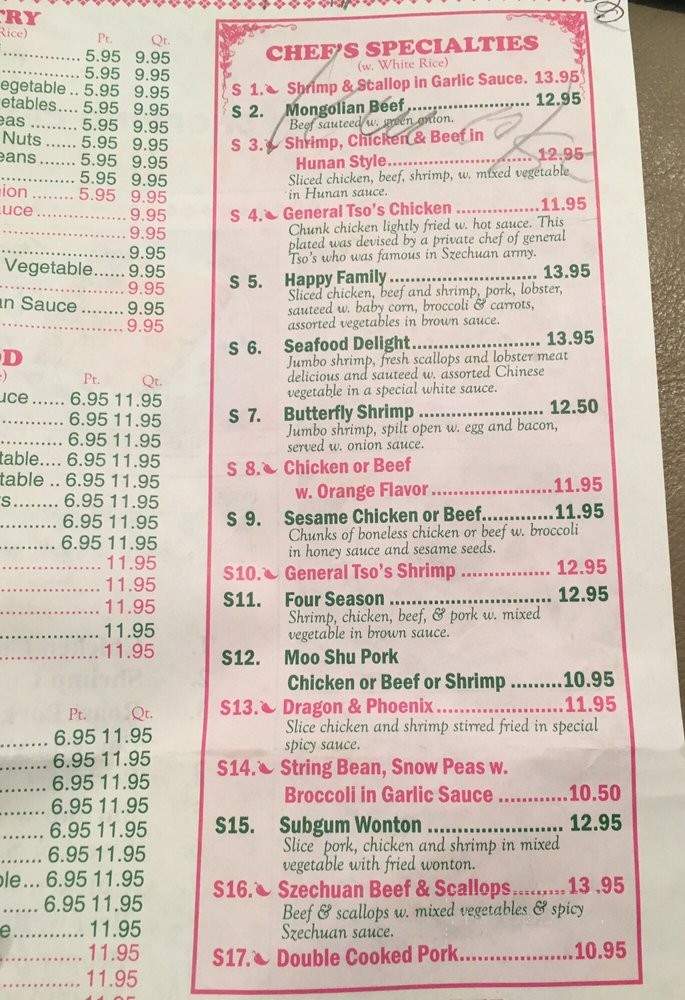 TRY
Rice)
Pt. Qt.
5.95 9.95
5.95 9.95
egetable .. 5.95 9.95
etables.... 5.95 9.95
eas ........ 5.95 9.95
Nuts ...... 5.95 9.95
eans....... 5.95 9.95
5.95 9.95
ion ........ 5.95 9.95
uce .............. 9.95
9.95
9.95
Vegetable...... 9.95
9.95
an Sauce ........ 9.95
9.95
D
Pt. Qt.
uce ...... 6.95 11.95
6.95 11.95
6.95 11.95
table.... 6.95 11.95
table .. 6.95 11.95
s......... 6.95 11.95
6.95 11.95
6.95 11.95
11.95
11.95
11.95
11.95
11.95
Pt. Qt.
6.95 11.95
6.95 11.95
6.95 11.95
6.95 11.95
6.95 11.95
6.95 11.95
ole... 6.95 11.95
6.95 11.95
e............. 11.95
11.95
11.95
CHEF'S SPECIALTIES
(w. White Rice)
S 1. Shrimp & Scallop in Garlic Sauce. 13.95
S 2. Mongolian Beef.............................. 12.95
Beef sauteed w. green onion.
S 3. Shrimp, Chicken & Beef in
Hunan Style.................................. 12.95
Sliced chicken, beef, shrimp, w. mixed vegetable
in Hunan sauce.
S 4. General Tso's Chicken ....................11.95
Chunk chicken lightly fried w. hot sauce. This
plated was devised by a private chef of general
Tso's who was famous in Szechuan army.
S 5. Happy Family................................... 13.95
Sliced chicken, beef and shrimp, pork, lobster,
sauteed w. baby corn, broccoli & carrots,
assorted vegetables in brown sauce.
S 6. Seafood Delight............................... 13.95
Jumbo shrimp, fresh scallops and lobster meat
delicious and sauteed w. assorted Chinese
vegetable in a special white sauce.
S 7. Butterfly Shrimp .............................. 12.50
Jumbo shrimp, spilt open w. egg and bacon,
served w. onion sauce.
S 8. Chicken or Beef
w. Orange Flavor.............................11.95
S 9. Sesame Chicken or Beef.................11.95
Chunks of boneless chicken or beef w. broccoli
in honey sauce and sesame seeds.
S10. General Tso's Shrimp ..................... 12.95
S11. Four Season ...................................... 12.95
Shrimp, chicken, beef, & pork w. mixed
vegetable in brown sauce.
S12. Moo Shu Pork
Chicken or Beef or Shrimp .........10.95
S13. Dragon & Phoenix...........................11.95
Slice chicken and shrimp stirred fried in special
spicy sauce.
S14. String Bean, Snow Peas w.
Broccoli in Garlic Sauce ..............10.50
S15. Subgum Wonton .............................. 12.95
Slice pork, chicken and shrimp in mixed
vegetable with fried wonton.
S16. Szechuan Beef & Scallops...........13 .95
Beef & scallops w. mixed vegetables & spicy
Szechuan sauce.
S17. Double Cooked Pork.......................10.95